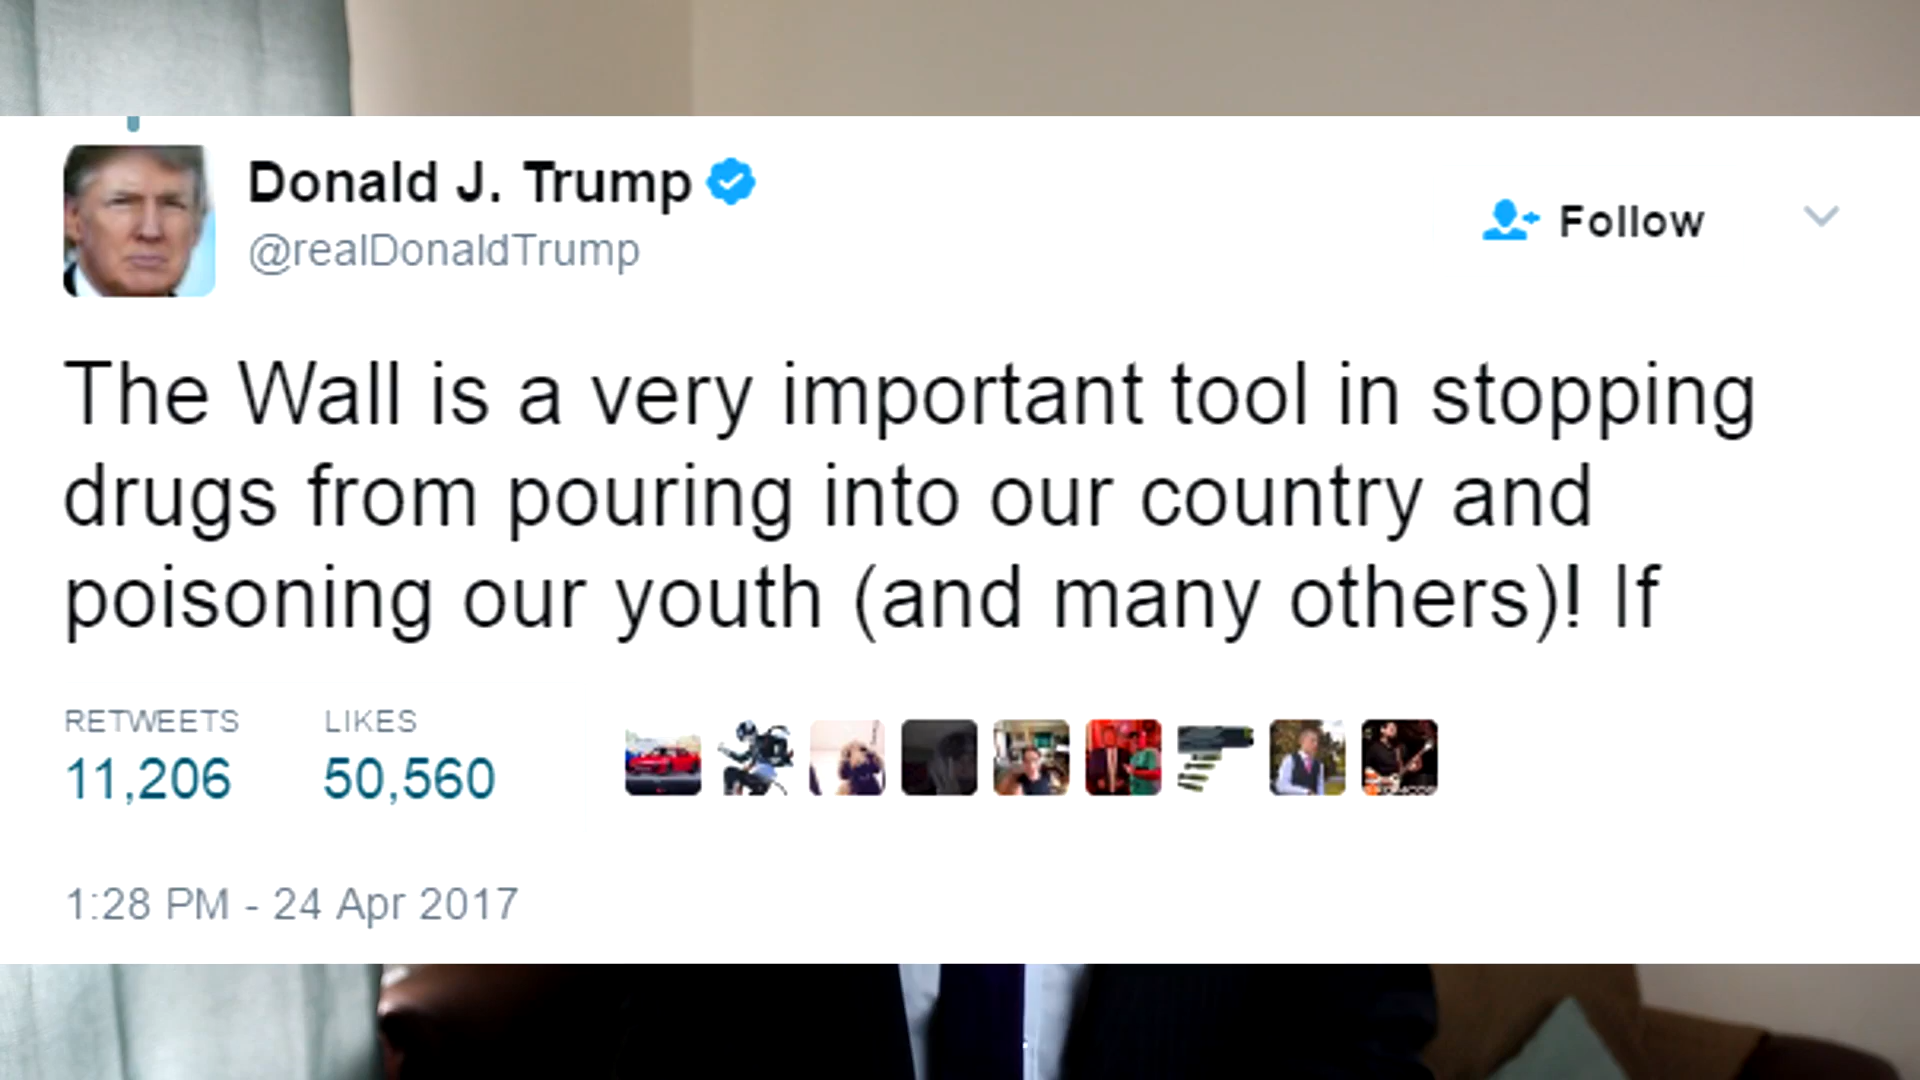 Donald J. Trump
@realDonaldTrump
Follow
The Wall is a very important tool in stopping
drugs from pouring into our country and
poisoning our youth (and many others)! If
RETWEETS
LIKES
11,206
50,560
1:28 PM - 24 Apr 2017